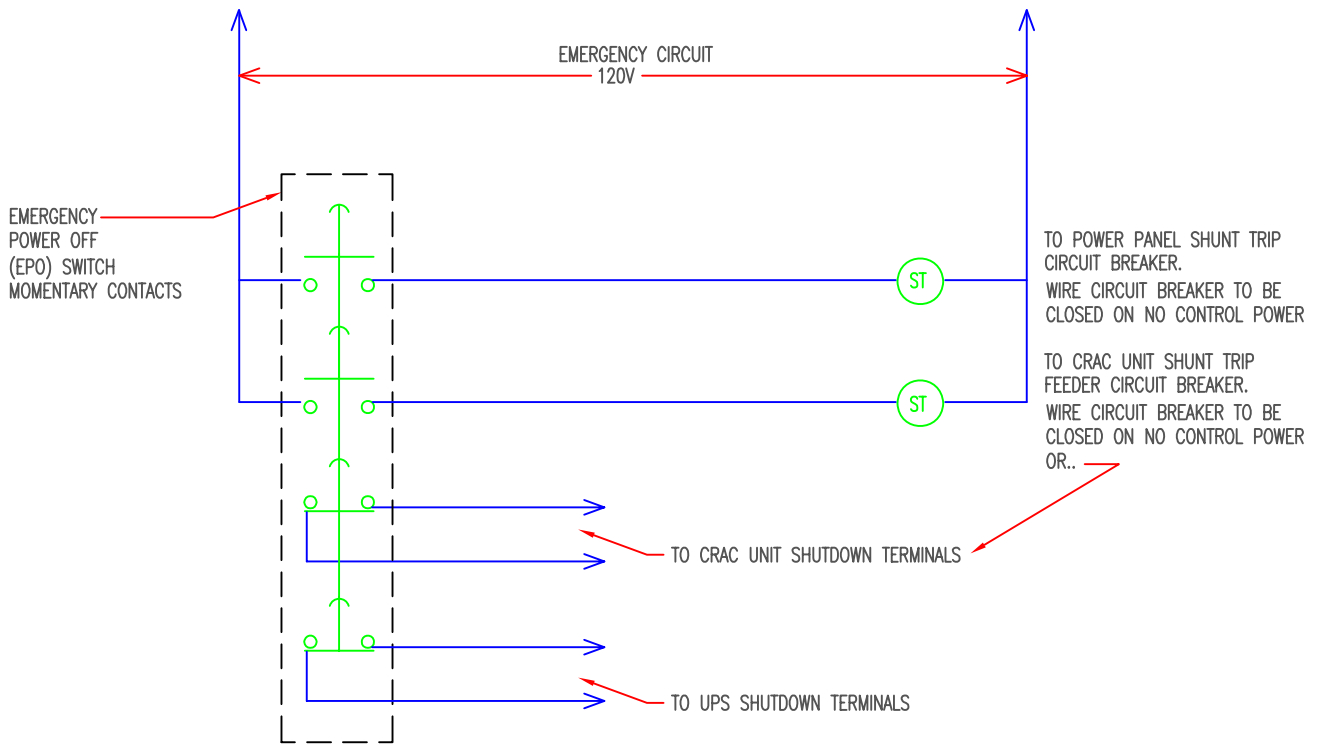 EMERGENCY CIRCUIT
120V
EMERGENCY
POWER OFF
(EPO) SWITCH
MOMENTARY CONTACTS
TO POWER PANEL SHUNT TRIP
CIRCUIT BREAKER.
WIRE CIRCUIT BREAKER TO BE
CLOSED ON NO CONTROL POWER
ST
TO CRAC UNIT SHUNT TRIP
FEEDER CIRCUIT BREAKER.
WIRE CIRCUIT BREAKER TO BE
CLOSED ON NO CONTROL POWER
OR..
ST
TO CRAC UNIT SHUTDOWN TERMINALS
TO UPS SHUTDOWN TERMINALS